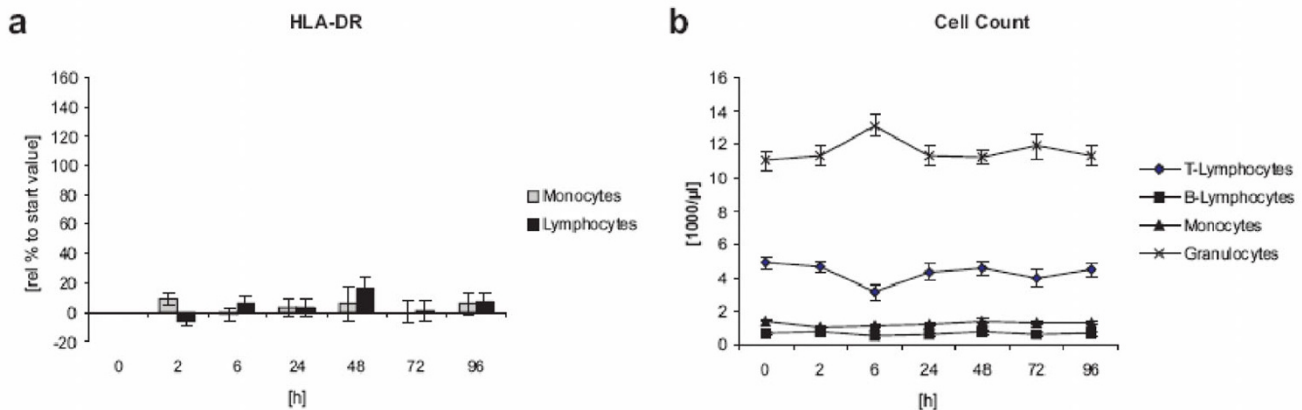 a
HLA-DR
160
140
120
100
80
60
40
20
0
-20
[rel % to start value]
0 2 6 24 48 72 96
[h]
Monocytes
Lymphocytes
b
Cell Count
16
14
12
10
8
6
4
2
0
[1000/µl]
0 2 6 24 48 72 96
[h]
T-Lymphocytes
B-Lymphocytes
Monocytes
Granulocytes